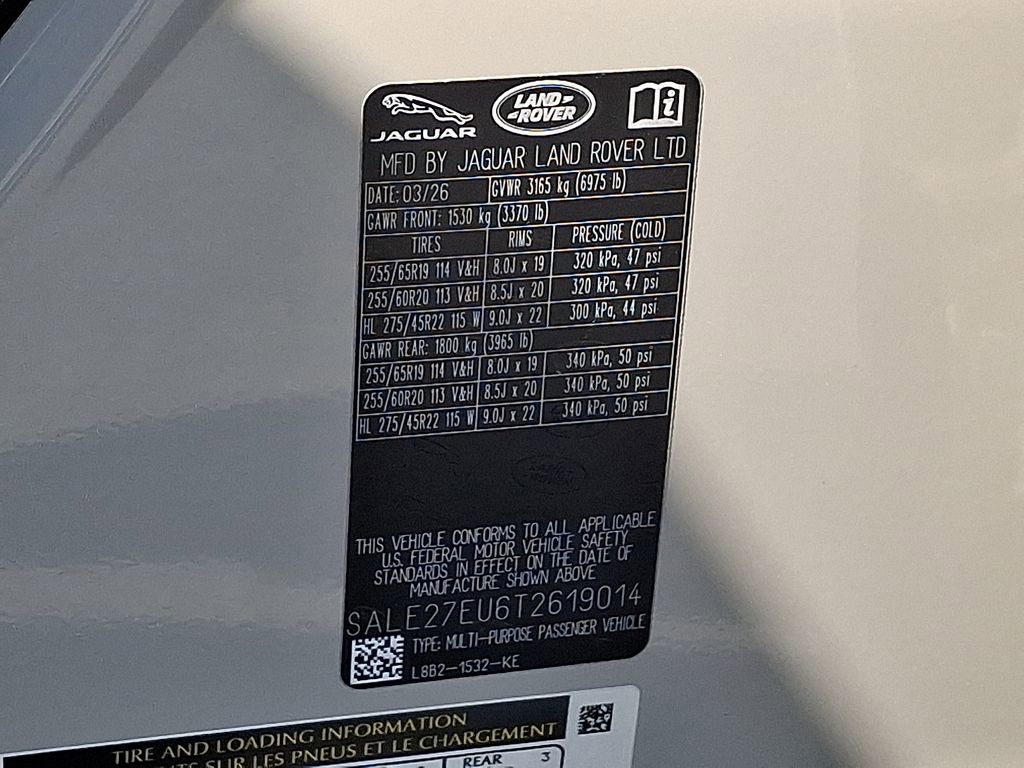 JAGUAR
LAND ROVER
MFD BY JAGUAR LAND ROVER LTD
DATE: 03/26 GVWR 3165 kg (6975 lb)
GAWR FRONT: 1530 kg (3370 lb)
TIRES RIMS PRESSURE (COLD)
255/65R19 114 V&H 8.0J x 19 320 kPa, 47 psi
255/60R20 113 V&H 8.5J x 20 320 kPa, 47 psi
HL 275/45R22 115 W 9.0J x 22 300 kPa, 44 psi
GAWR REAR: 1800 kg (3965 lb)
255/65R19 114 V&H 8.0J x 19 340 kPa, 50 psi
255/60R20 113 V&H 8.5J x 20 340 kPa, 50 psi
HL 275/45R22 115 W 9.0J x 22 340 kPa, 50 psi
THIS VEHICLE CONFORMS TO ALL APPLICABLE
U.S. FEDERAL MOTOR VEHICLE SAFETY
STANDARDS IN EFFECT ON THE DATE OF
MANUFACTURE SHOWN ABOVE
SALE27EU6T2619014
TYPE: MULTI-PURPOSE PASSENGER VEHICLE
L8B2-1532-KE
TIRE AND LOADING INFORMATION
SUR LES PNEUS ET LE CHARGEMENT
REAR 3